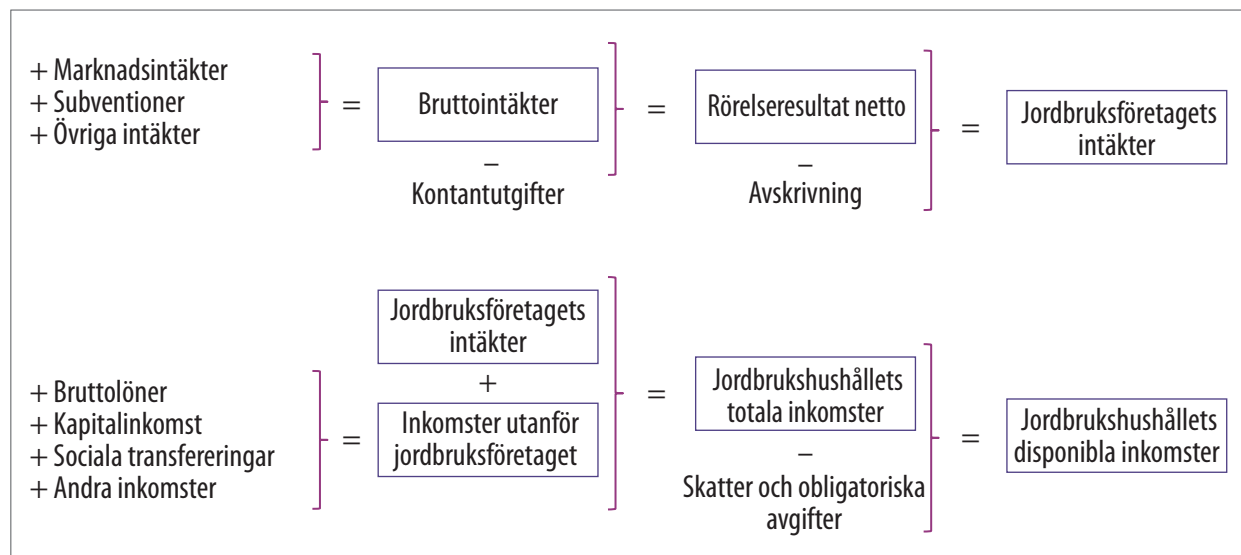 + Marknadsintäkter
+ Subventioner
+ Övriga intäkter
=
Bruttointäkter
–
Kontantutgifter
=
Rörelseresultat netto
–
Avskrivning
=
Jordbruksföretagets
intäkter
+ Bruttolöner
+ Kapitalinkomst
+ Sociala transfereringar
+ Andra inkomster
=
Jordbruksföretagets
intäkter
+
Inkomster utanför
jordbruksföretaget
=
Jordbrukshushållets
totala inkomster
–
Skatter och obligatoriska
avgifter
=
Jordbrukshushållets
disponibla inkomster